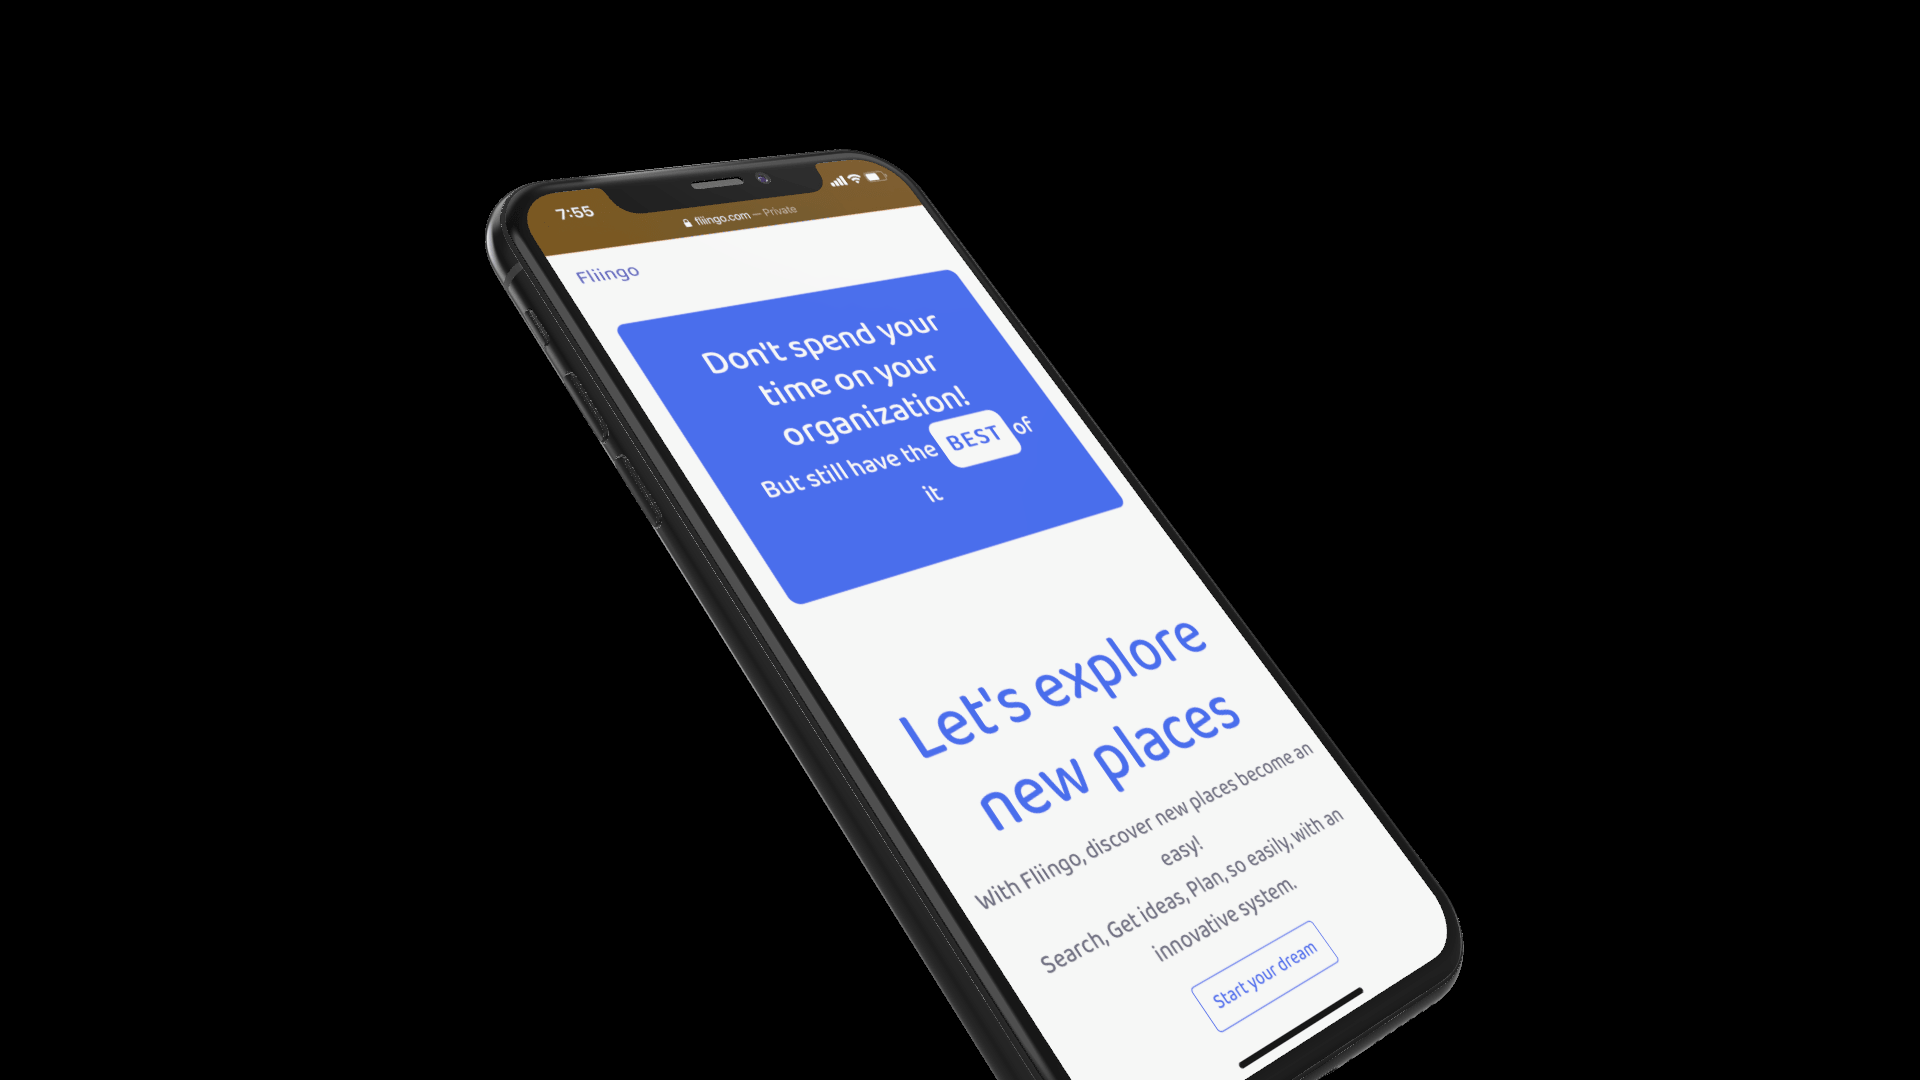 7:55
fliingo.com — Private
Fliingo
Don't spend your
time on your
organization!
But still have the BEST of
it
Let's explore
new places
With Fliingo, discover new places become an
easy!
Search, Get ideas, Plan, so easily, with an
innovative system.
Start your dream